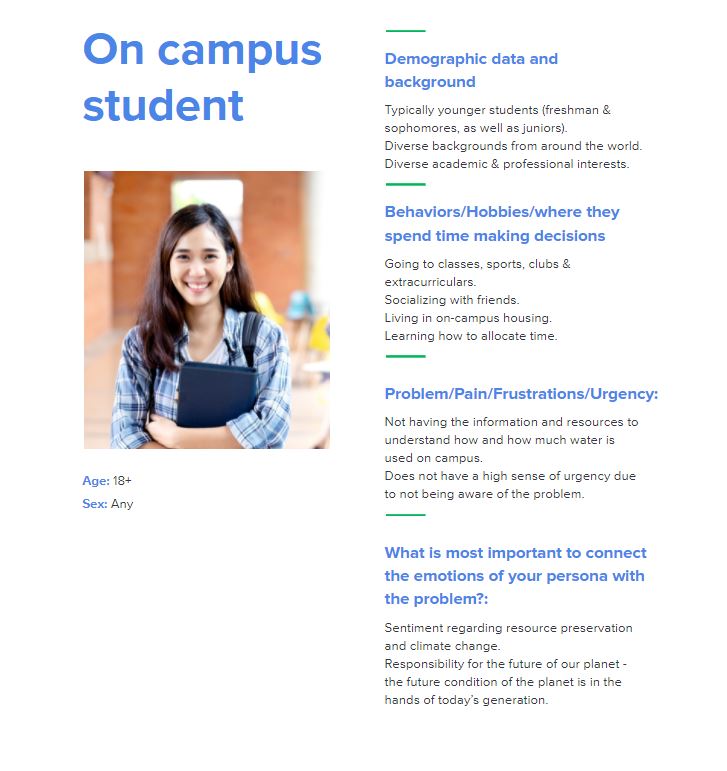 On campus
student
Age: 18+
Sex: Any
Demographic data and
background
Typically younger students (freshman &
sophomores, as well as juniors).
Diverse backgrounds from around the world.
Diverse academic & professional interests.
Behaviors/Hobbies/where they
spend time making decisions
Going to classes, sports, clubs &
extracurriculars.
Socializing with friends.
Living in on-campus housing.
Learning how to allocate time.
Problem/Pain/Frustrations/Urgency:
Not having the information and resources to
understand how and how much water is
used on campus.
Does not have a high sense of urgency due
to not being aware of the problem.
What is most important to connect
the emotions of your persona with
the problem?:
Sentiment regarding resource preservation
and climate change.
Responsibility for the future of our planet -
the future condition of the planet is in the
hands of today's generation.